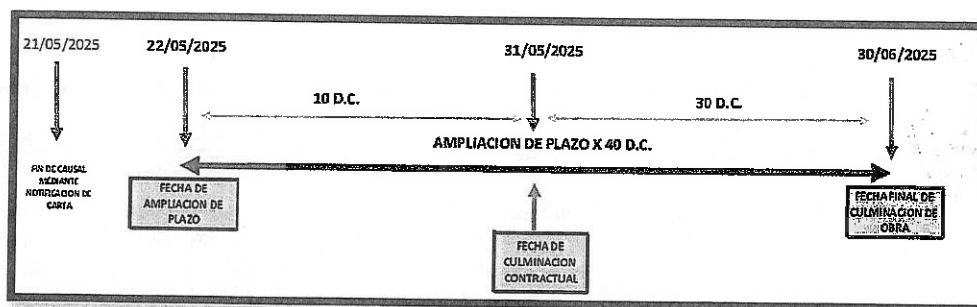 21/05/2025
22/05/2025
31/05/2025
30/06/2025
10 D.C.
30 D.C.
AMPLIACION DE PLAZO X 40 D.C.
FIN DE CAUSAL
MEDIANTE
NOTIFICACION DE
CARTA
FECHA DE
AMPLIACION DE
PLAZO
FECHA DE
CULMINACION
CONTRACTUAL
FECHA FINAL DE
CULMINACIÓN DE
OBRA